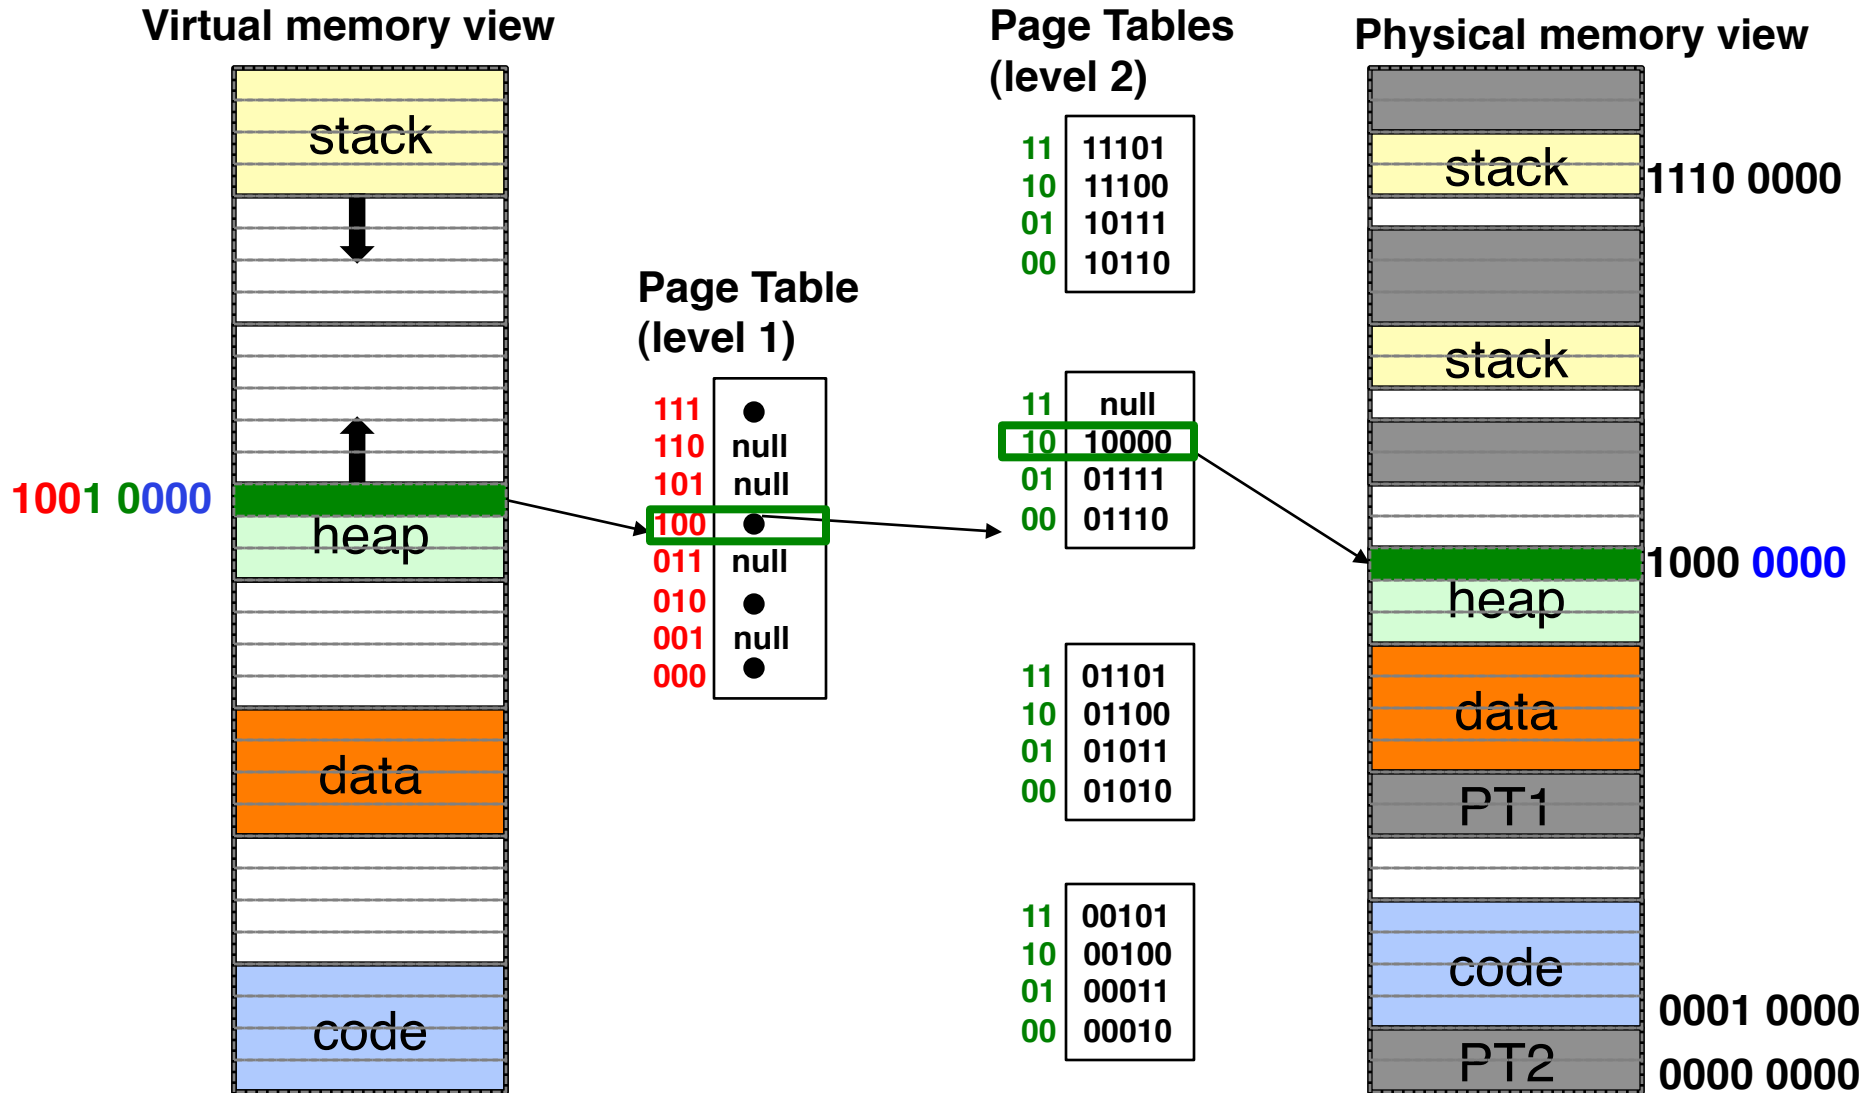 Virtual memory view
stack
1001 0000
heap
data
code
Page Table
(level 1)
111
110 null
101 null
100
011 null
010
001 null
000
Page Tables
(level 2)
11 11101
10 11100
01 10111
00 10110
11 null
10 10000
01 01111
00 01110
11 01101
10 01100
01 01011
00 01010
11 00101
10 00100
01 00011
00 00010
Physical memory view
stack
1110 0000
stack
1000 0000
heap
data
PT1
code
0001 0000
PT2
0000 0000